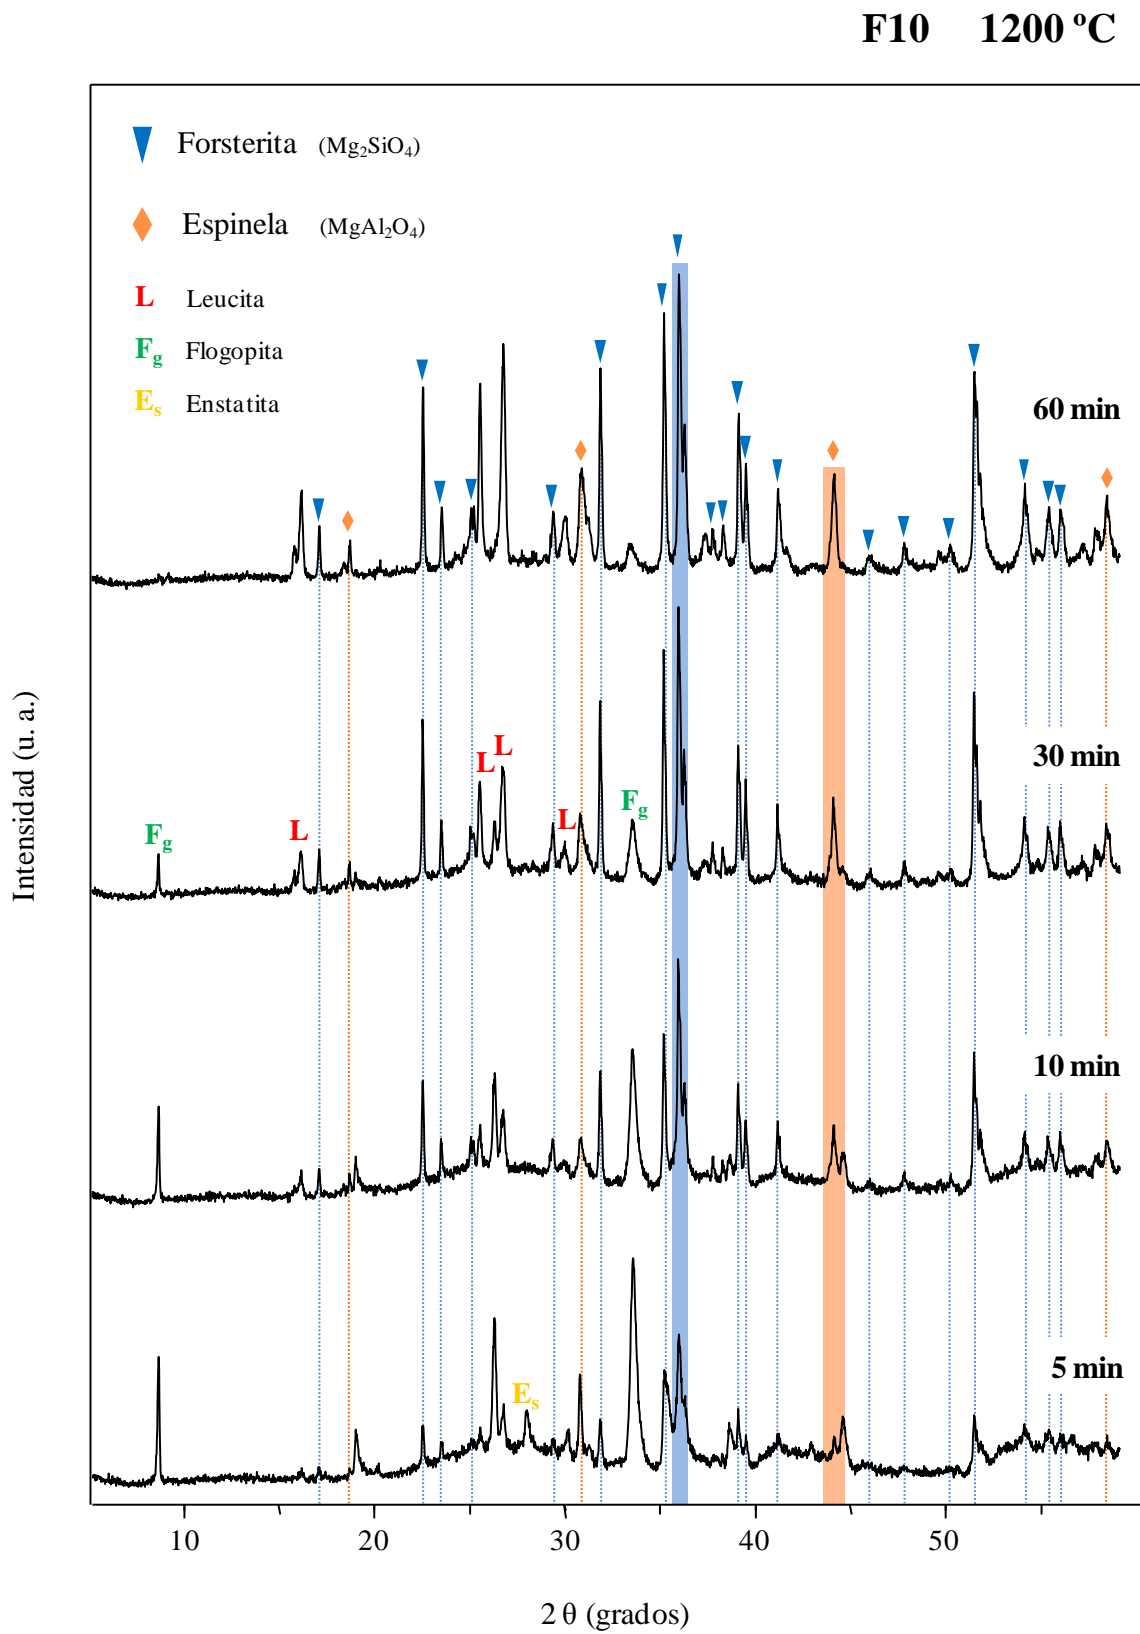 F10 1200 ºC
Forsterita (Mg₂SiO₄)
Espinela (MgAl₂O₄)
L Leucita
Fg Flogopita
Es Enstatita
60 min
30 min
L
L
Fg
L
L
Fg
10 min
5 min
Es
Intensidad (u. a.)
10 20 30 40 50
2 θ (grados)